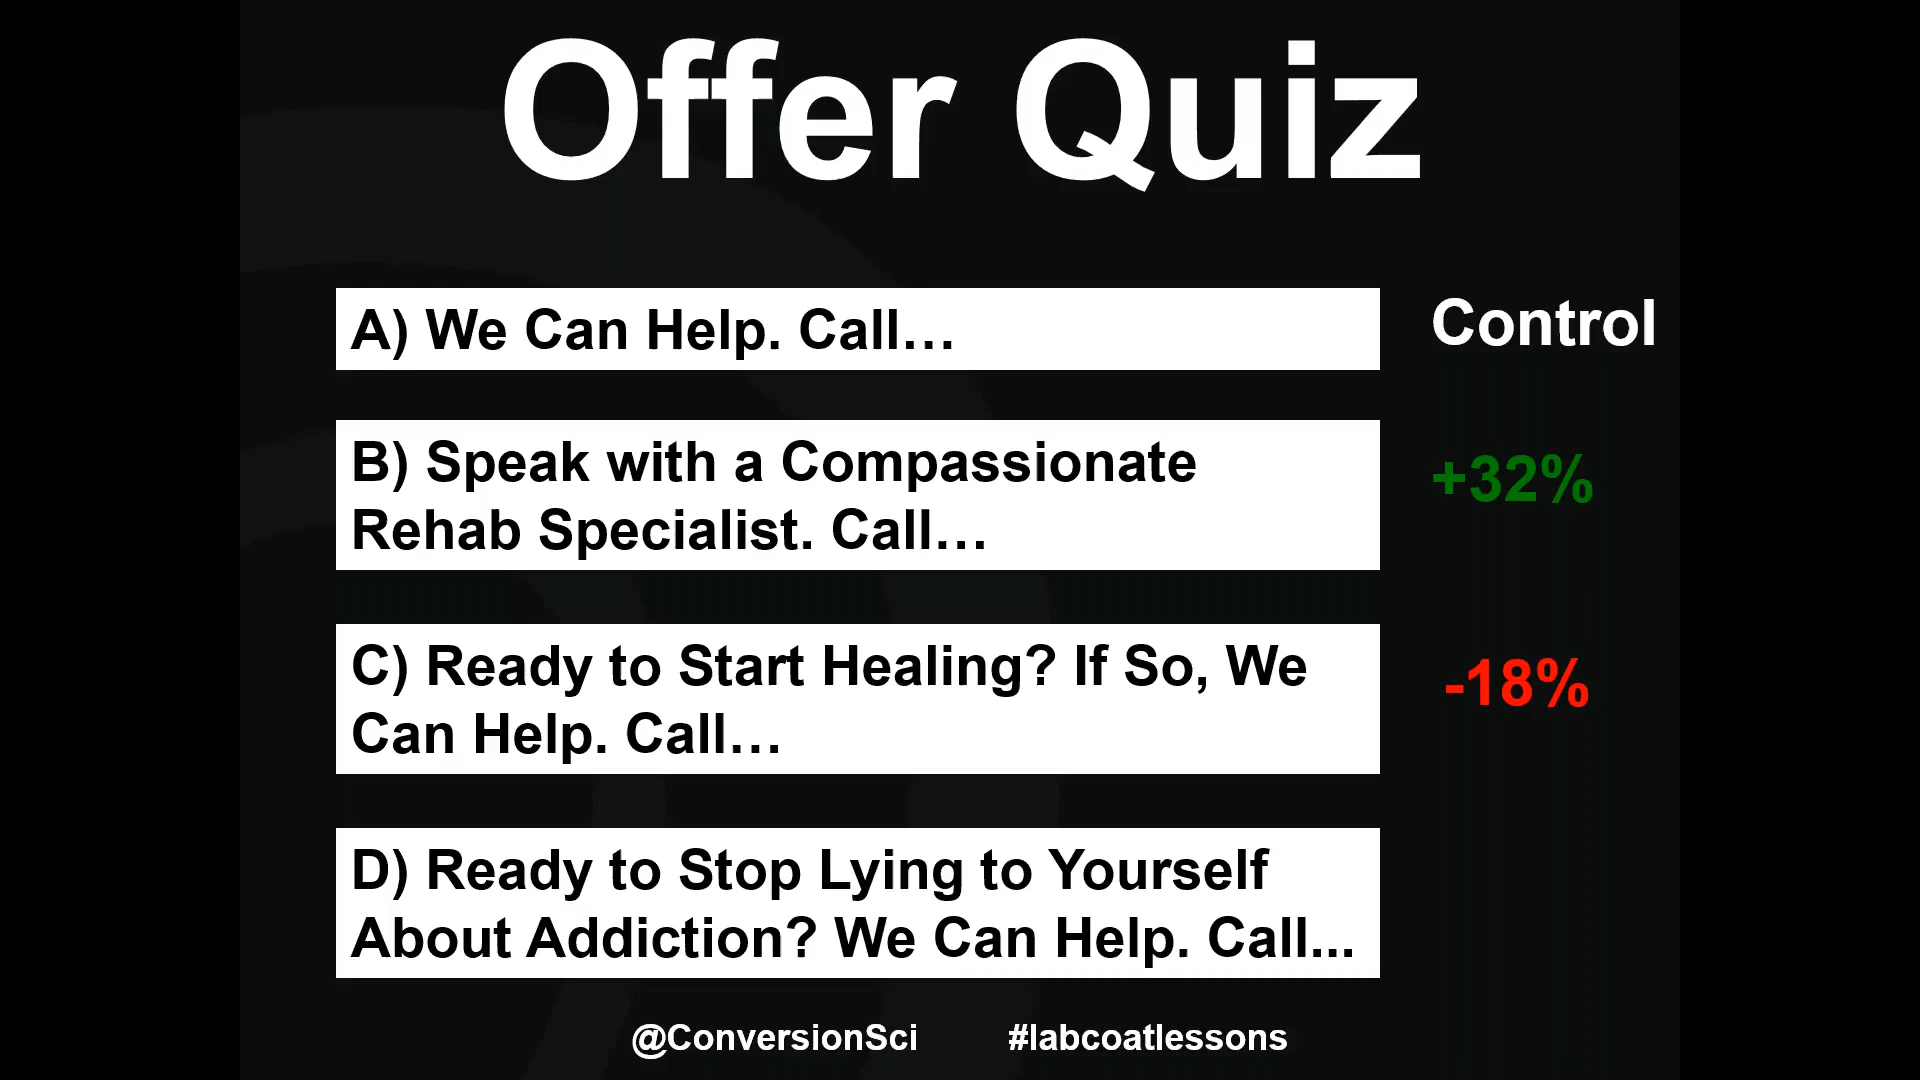 Offer Quiz
A) We Can Help. Call…
Control
B) Speak with a Compassionate
Rehab Specialist. Call…
+32%
C) Ready to Start Healing? If So, We
Can Help. Call…
-18%
D) Ready to Stop Lying to Yourself
About Addiction? We Can Help. Call...
@ConversionSci #labcoatlessons